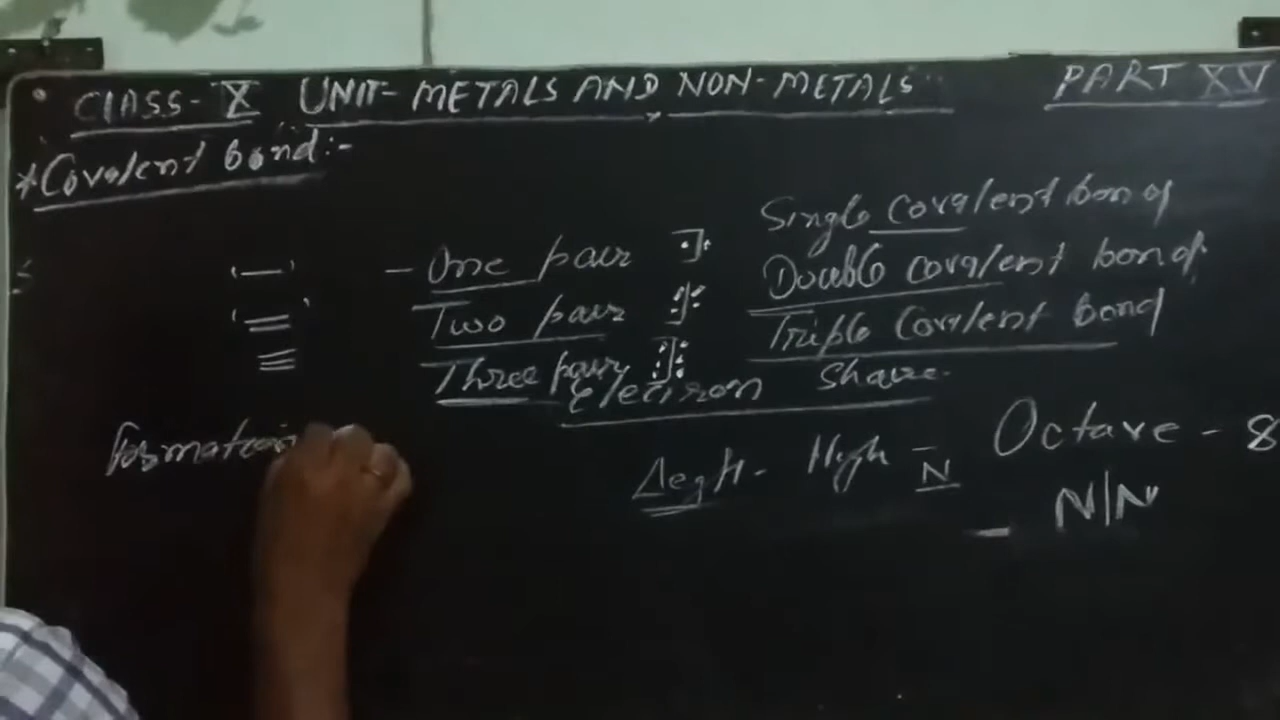 CLASS- X UNIT- METALS AND NON-METALS PART XV
*Covalent bond:-
- One pair Single covalent bond
Two pair Double covalent bond
Three pair Triple Covalent bond
Electron share
Formation
ΔegH- High - N Octave - 8
N/N